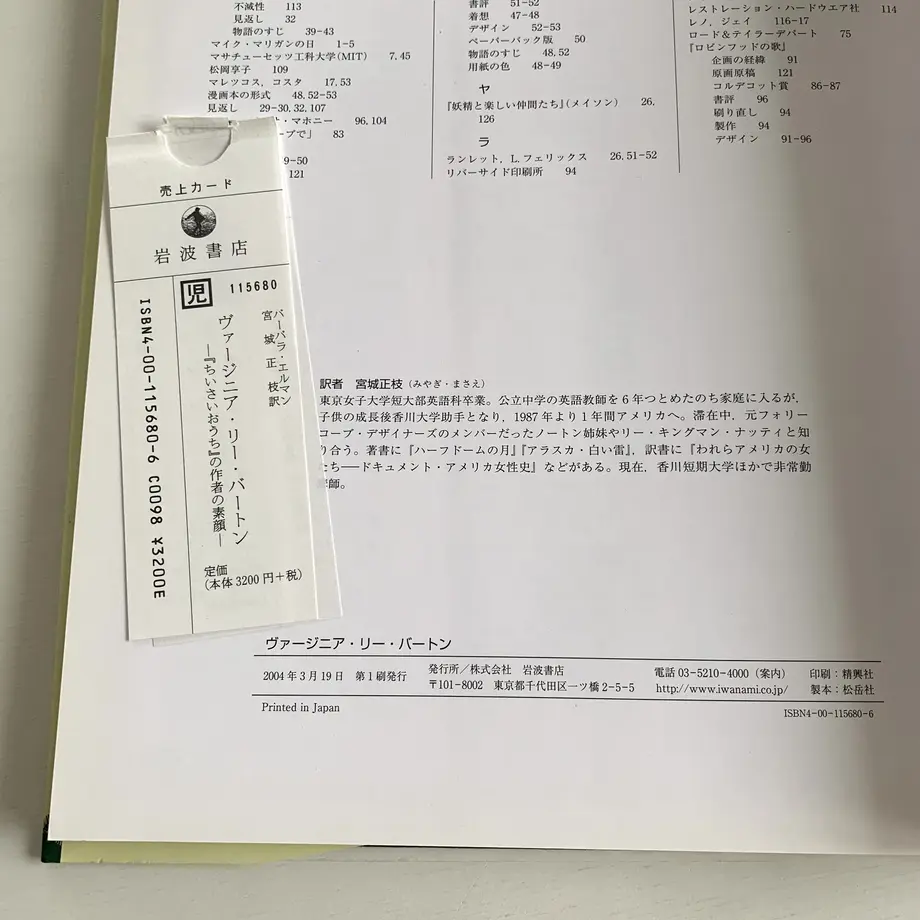 不滅性 113
見返し 32
物語のすじ 39-43
マイク・マリガンの日 1-5
マサチューセッツ工科大学(MIT) 7,45
松岡享子 109
マレツコス,コスタ 17,53
漫画本の形式 48,52-53
見返し 29-30,32,107
・マホニー 96,104
ーブで』 83
9-50
121
書評 51-52
着想 47-48
デザイン 52-53
ペーパーバック版 50
物語のすじ 48,52
用紙の色 48-49
ヤ
『妖精と楽しい仲間たち』(メイソン) 26,
126
ラ
ランレット,L.フェリックス 26,51-52
リバーサイド印刷所 94
レストレーション・ハードウエア社 114
レノ,ジェイ 116-17
ロード&テイラーデパート 75
『ロビンフッドの歌』
企画の経緯 91
原画原稿 121
コルデコット賞 86-87
書評 96
刷り直し 94
製作 94
デザイン 91-96
売上カード
岩波書店
児 115680
バーバラ・エルマン
宮城正枝 訳
ヴァージニア・リー・バートン
―『ちいさいおうち』の作者の素顔―
定価
(本体3200円+税)
ISBN4-00-115680-6 C0098 ¥3200E
訳者 宮城正枝(みやぎ・まさえ)
東京女子大学短大部英語科卒業。公立中学の英語教師を6年つとめたのち家庭に入るが,
子供の成長後香川大学助手となり,1987年より1年間アメリカへ。滞在中,元フォリー
コーブ・デザイナーズのメンバーだったノートン姉妹やリー・キングマン・ナッティと知
り合う。著書に『ハーフドームの月』『アラスカ・白い雷』,訳書に『われらアメリカの女
たち――ドキュメント・アメリカ女性史』などがある。現在,香川短期大学ほかで非常勤
師。
ヴァージニア・リー・バートン
2004年3月19日 第1刷発行
発行所/株式会社 岩波書店
〒101-8002 東京都千代田区一ツ橋2-5-5
電話 03-5210-4000(案内)
http://www.iwanami.co.jp/
印刷:精興社
製本:松岳社
Printed in Japan
ISBN4-00-115680-6